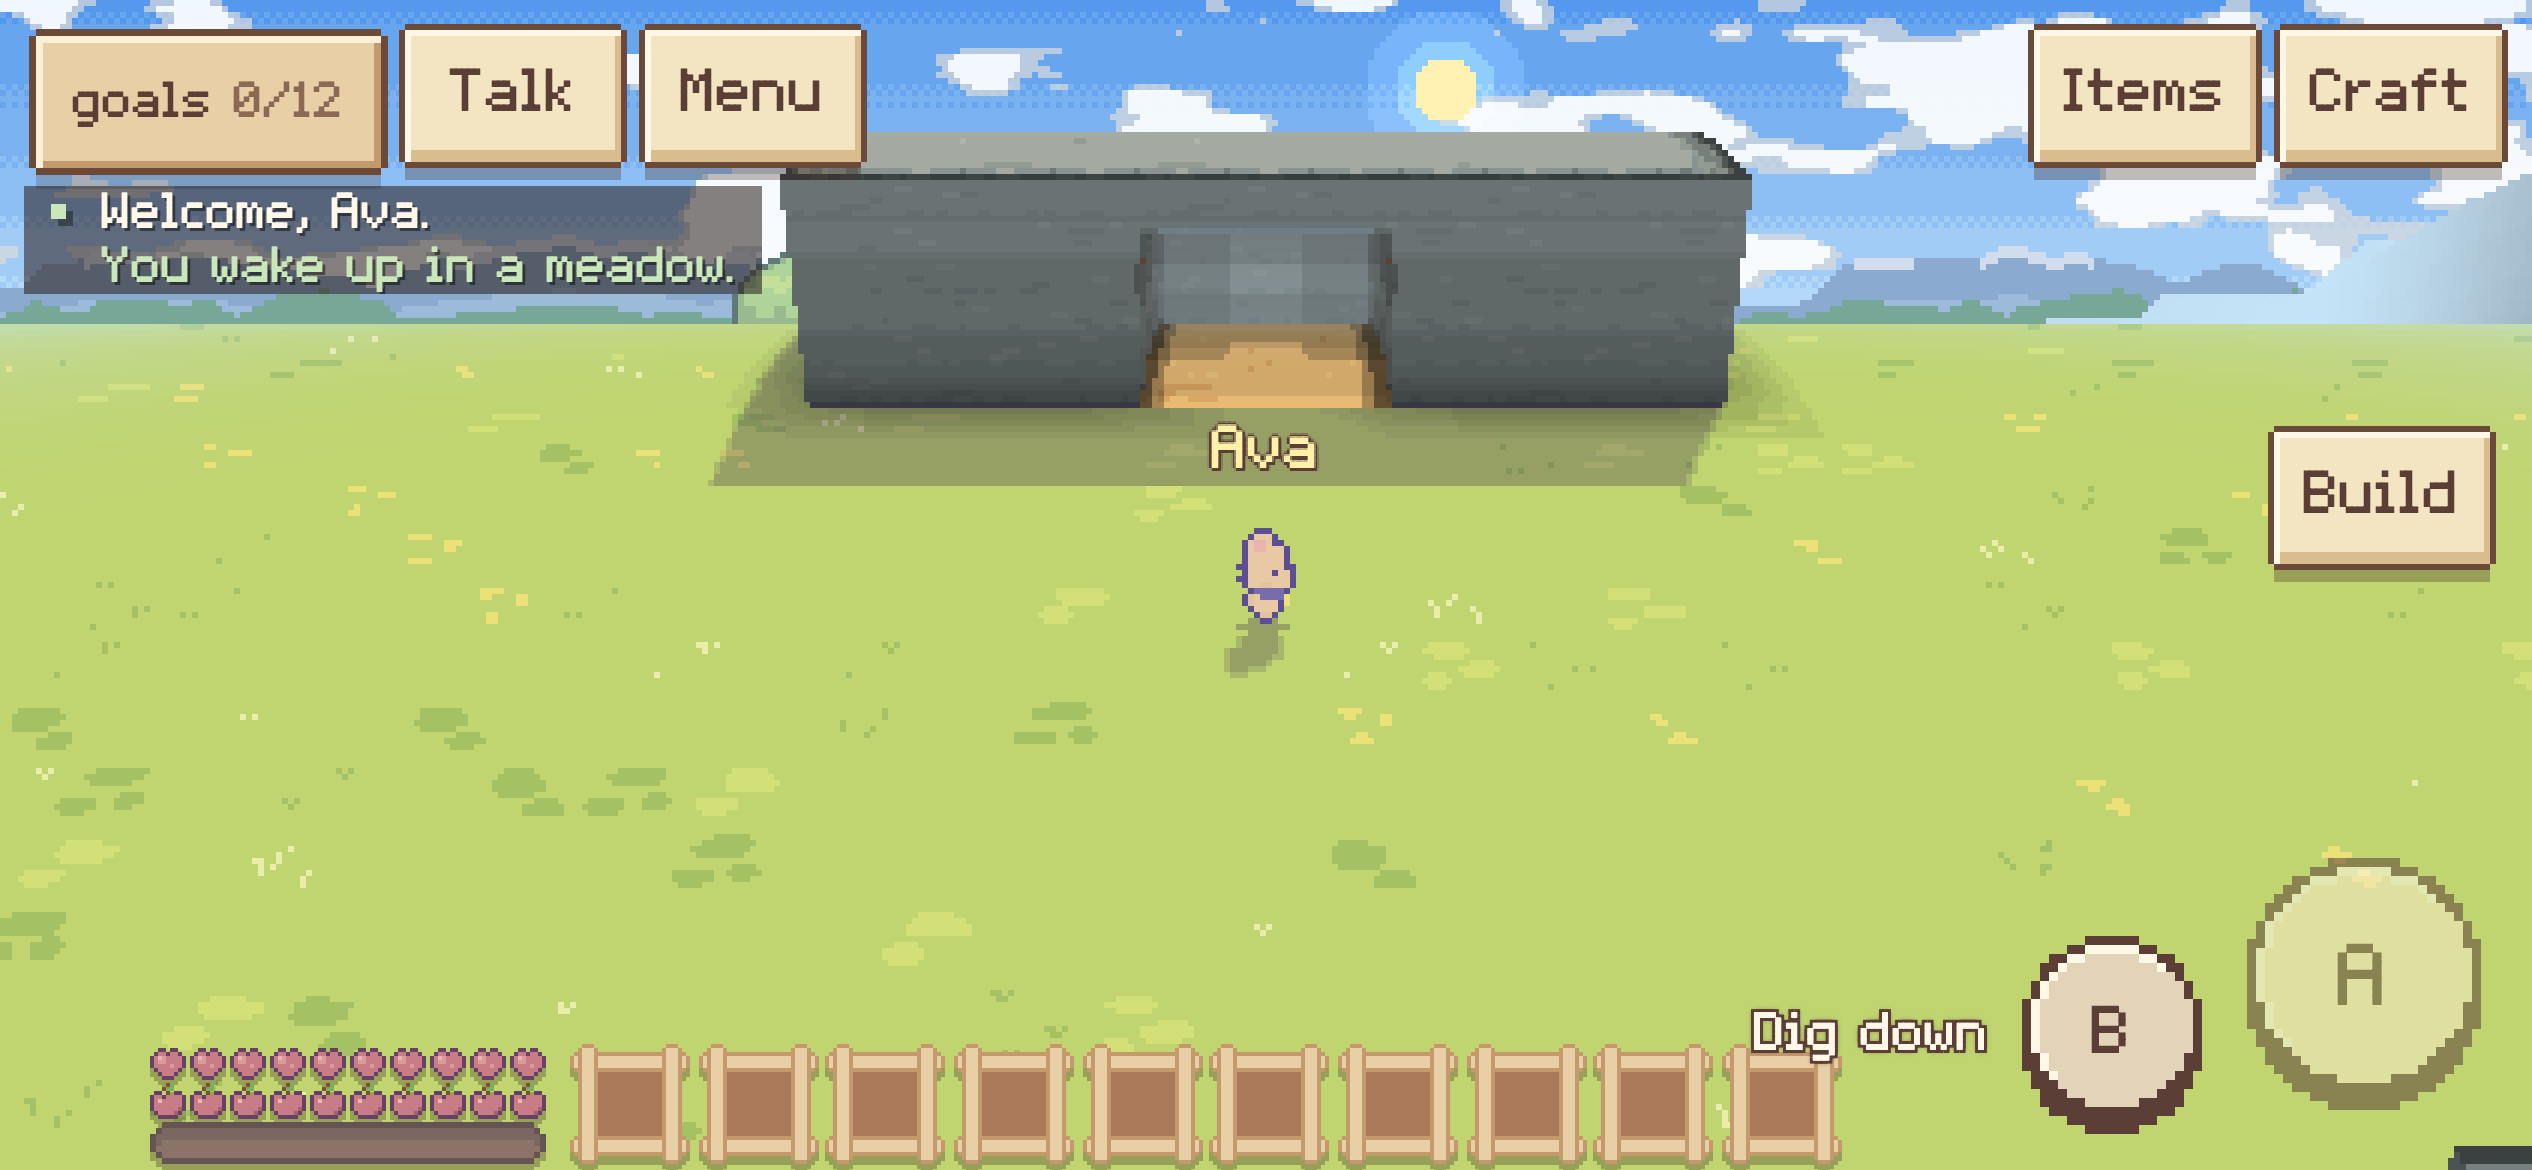 goals 0/12
Talk
Menu
Items
Craft
Welcome, Ava.
You wake up in a meadow.
Ava
Build
A
B
Dig down